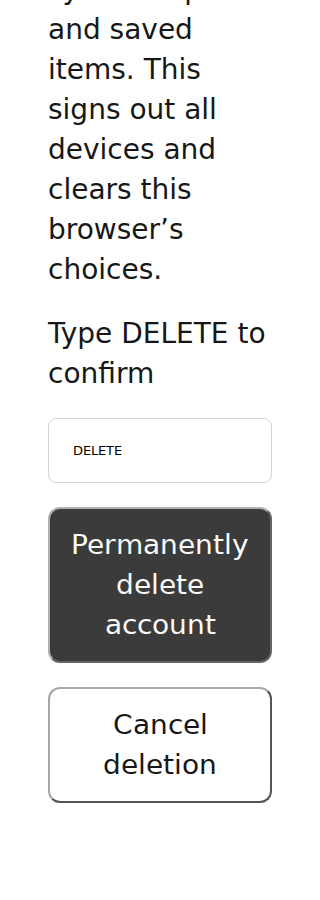 and saved
items. This
signs out all
devices and
clears this
browser’s
choices.
Type DELETE to
confirm
DELETE
Permanently
delete
account
Cancel
deletion